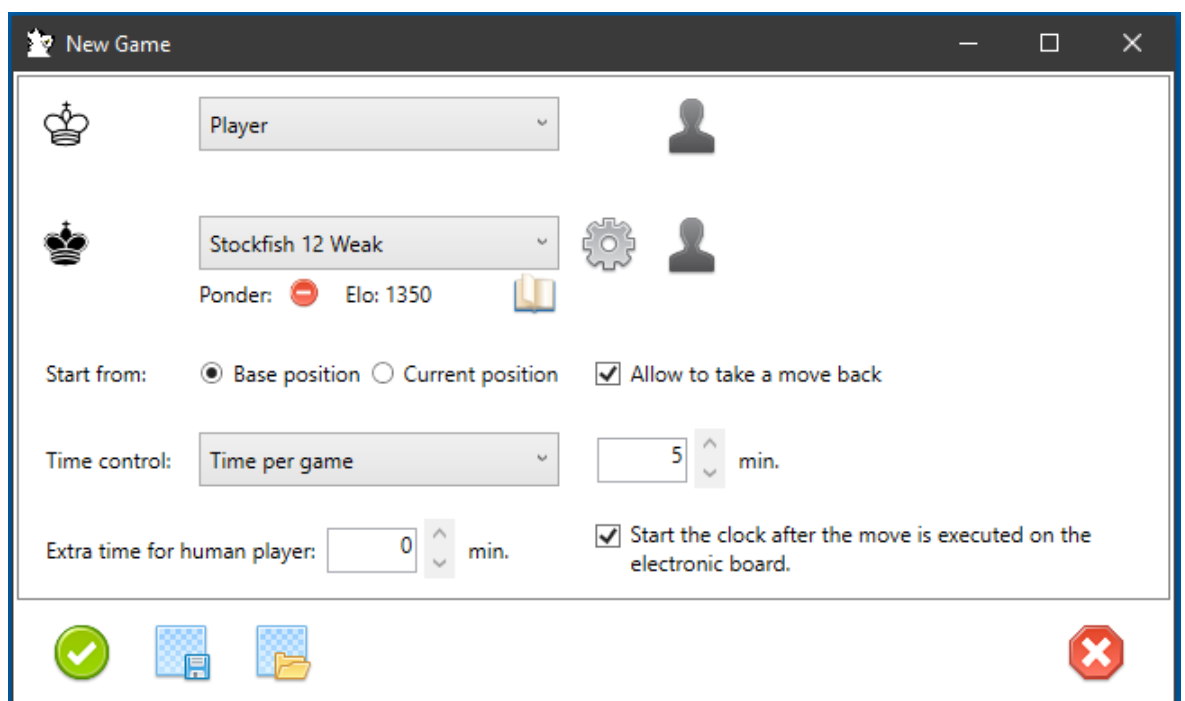 New Game
Player
Stockfish 12 Weak
Ponder: Elo: 1350
Start from: Base position Current position Allow to take a move back
Time control: Time per game 5 min.
Extra time for human player: 0 min. Start the clock after the move is executed on the
electronic board.